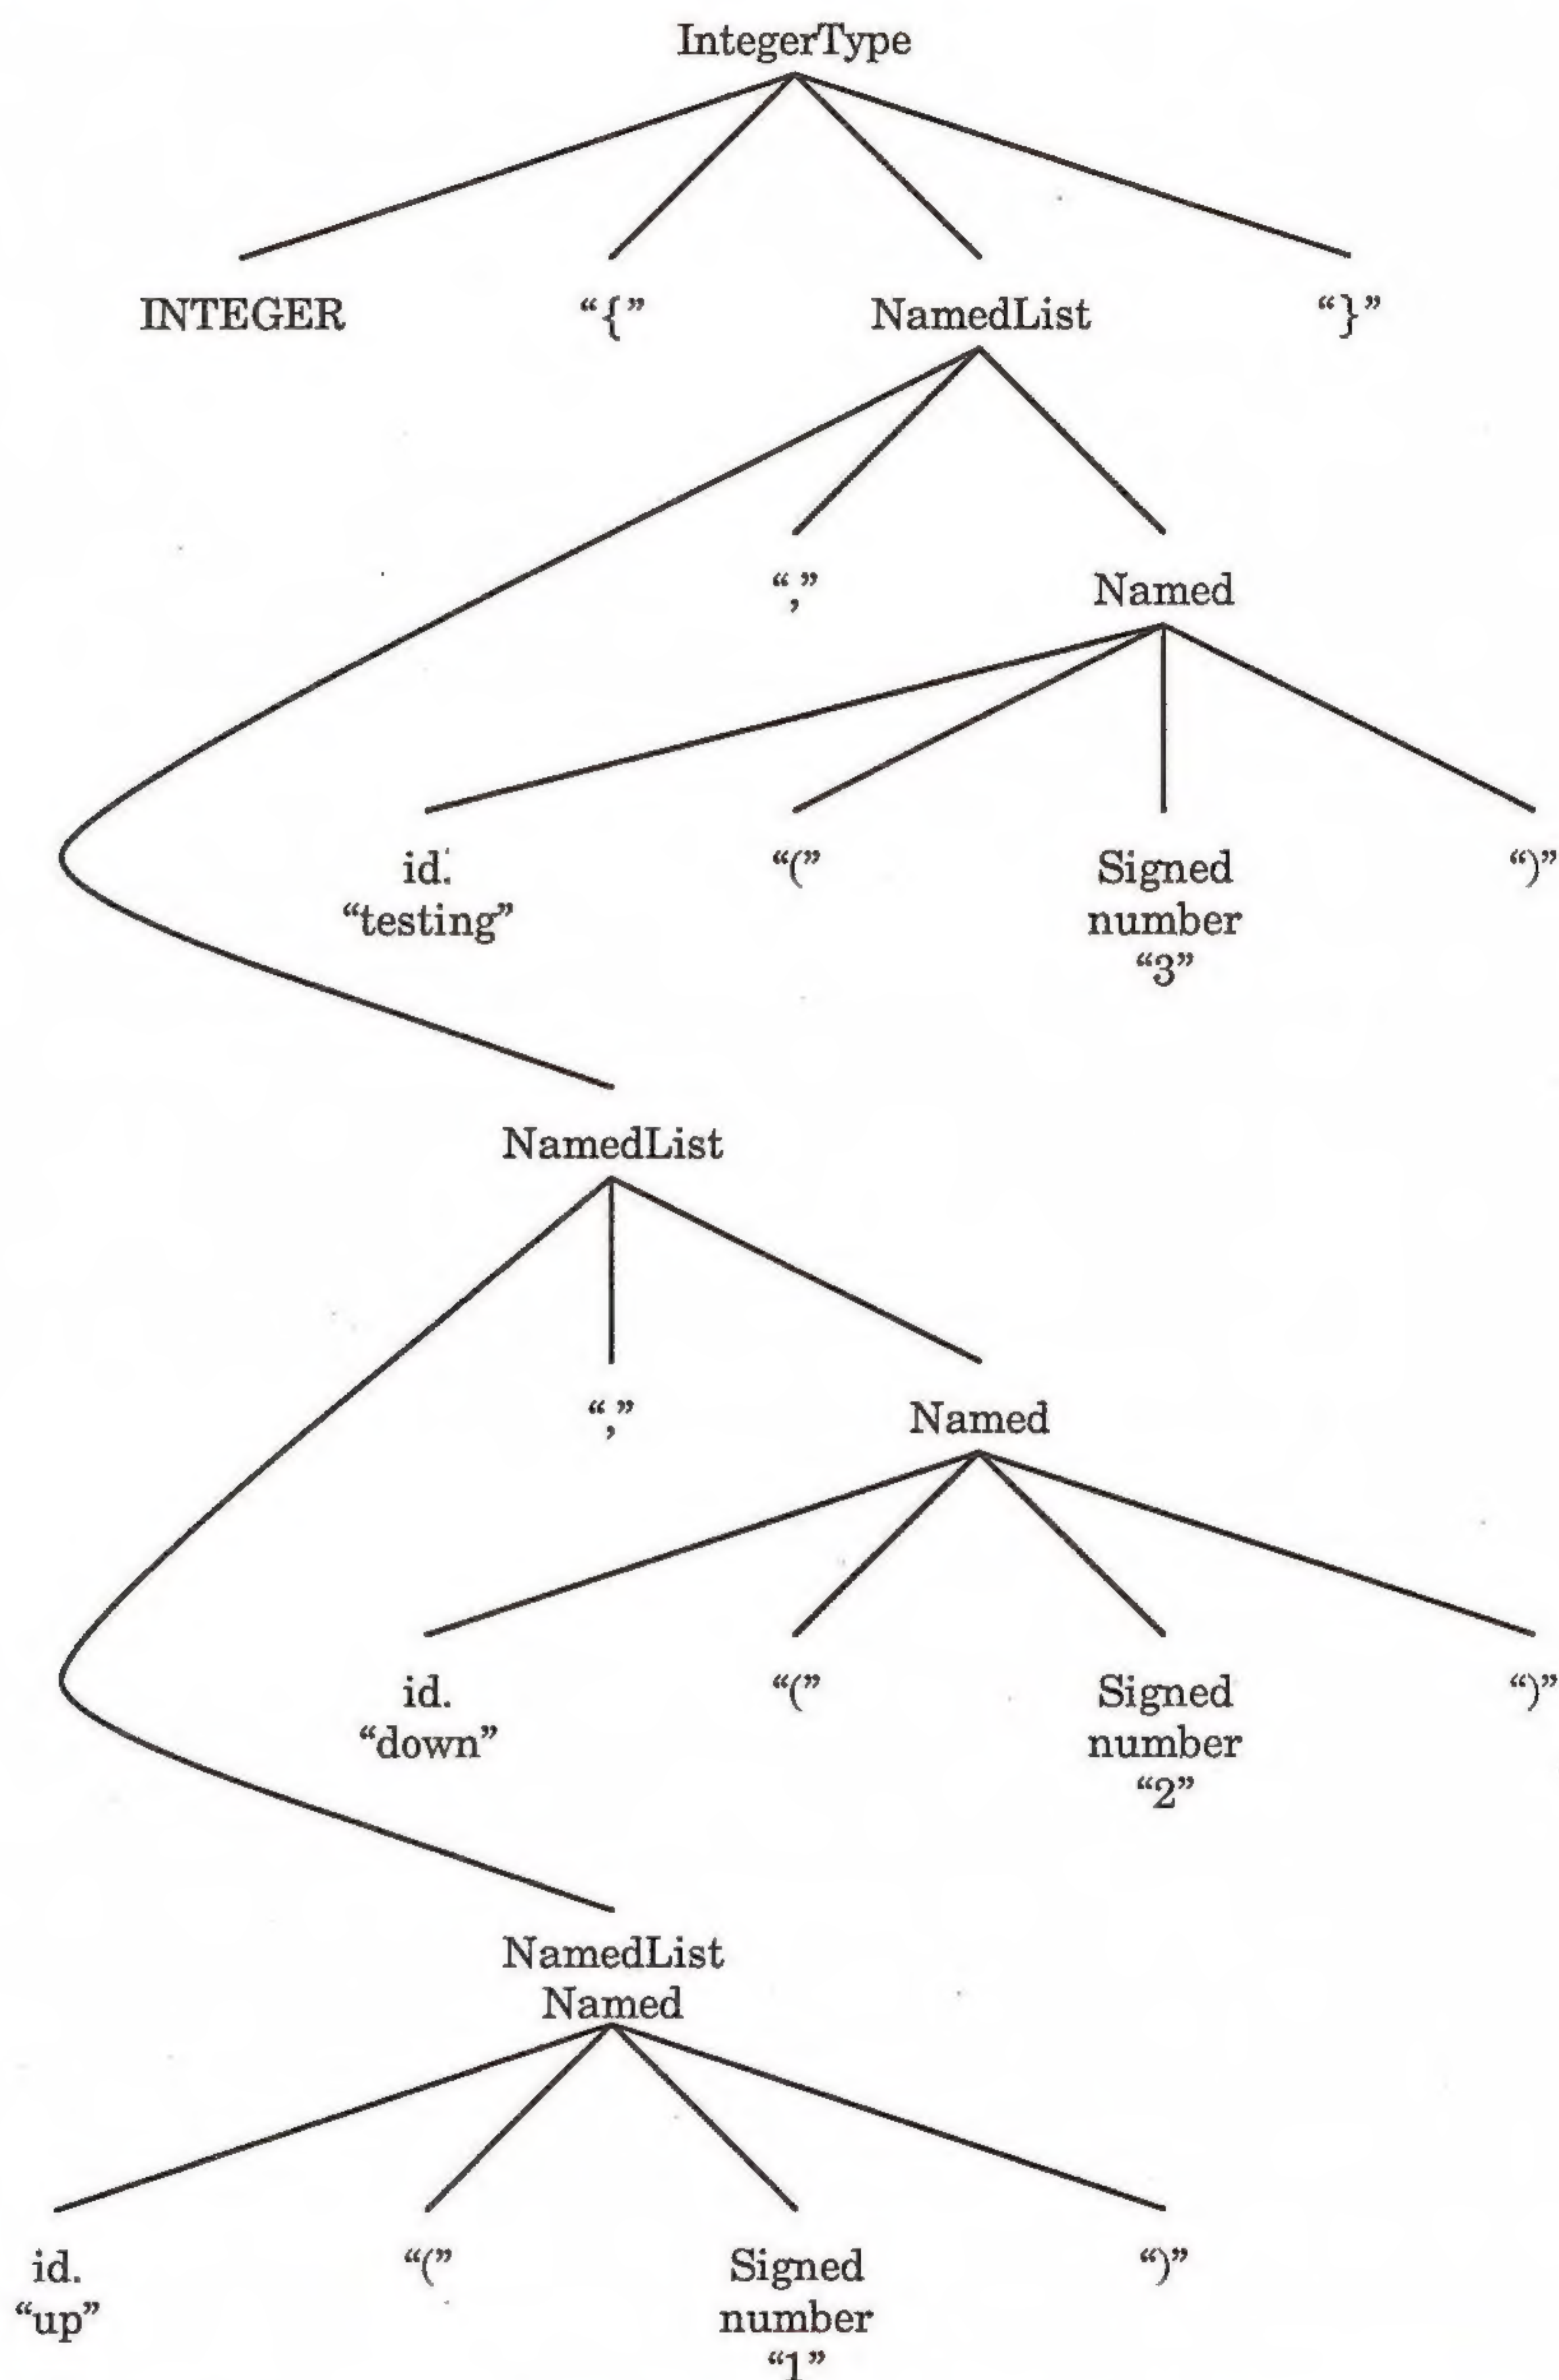 IntegerType
INTEGER “{” NamedList “}”
“,” Named
id. “(” Signed “)”
“testing” number
“3”
NamedList
“,” Named
id. “(” Signed “)”
“down” number
“2”
NamedList
Named
id. “(” Signed “)”
“up” number
“1”